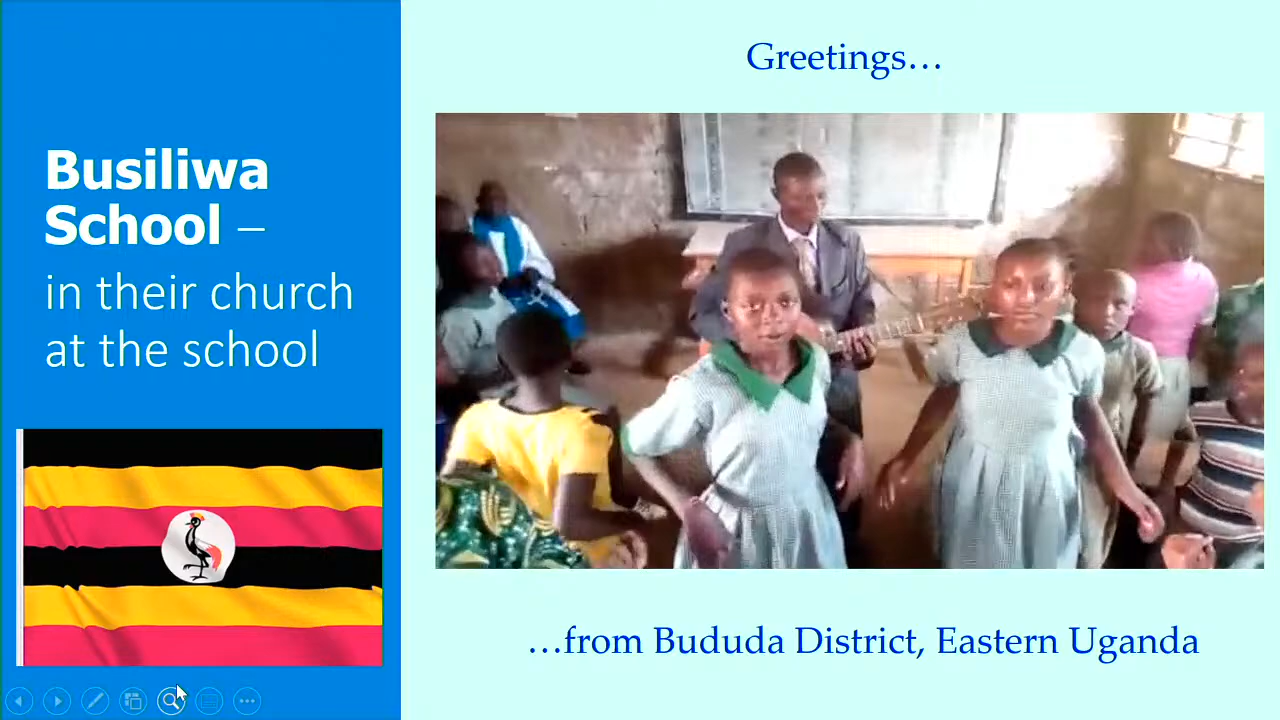 Busiliwa
School –
in their church
at the school
Greetings…
…from Bududa District, Eastern Uganda